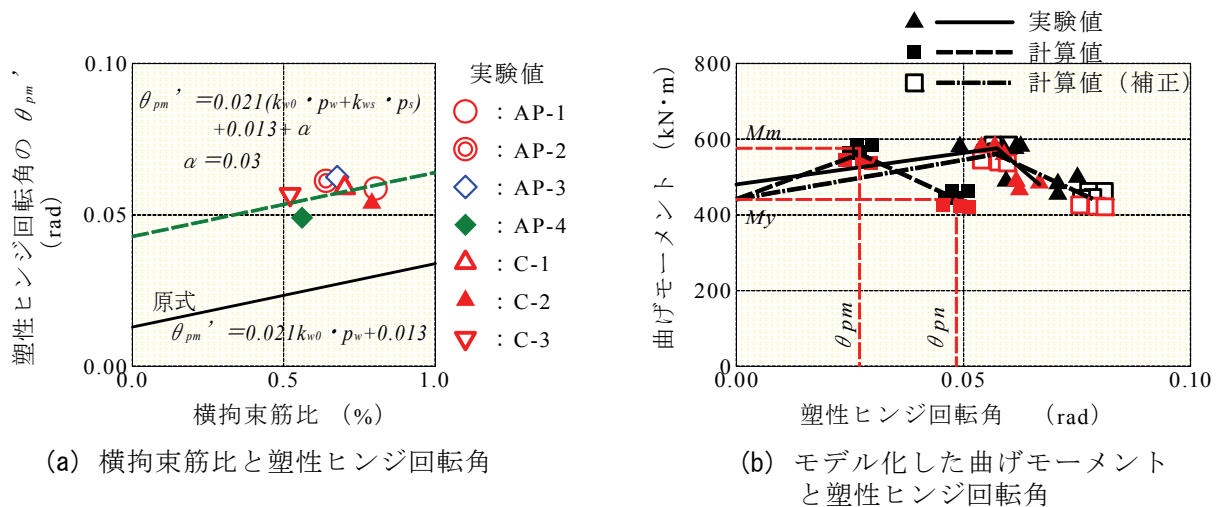 塑性ヒンジ回転角の θpm’
(rad)
0.10
0.05
0.00
0.0
0.5
1.0
θpm’ =0.021(kw0・pw+kws・ps)
+0.013+α
α=0.03
原式
θpm’ =0.021kw0・pw+0.013
横拘束筋比 (%)
実験値
: AP-1
: AP-2
: AP-3
: AP-4
: C-1
: C-2
: C-3
(a) 横拘束筋比と塑性ヒンジ回転角
実験値
計算値
計算値 (補正)
曲げモーメント (kN・m)
800
600
400
200
0
0.00
0.05
0.10
Mm
My
θpm
θpn
塑性ヒンジ回転角 (rad)
(b) モデル化した曲げモーメント
と塑性ヒンジ回転角